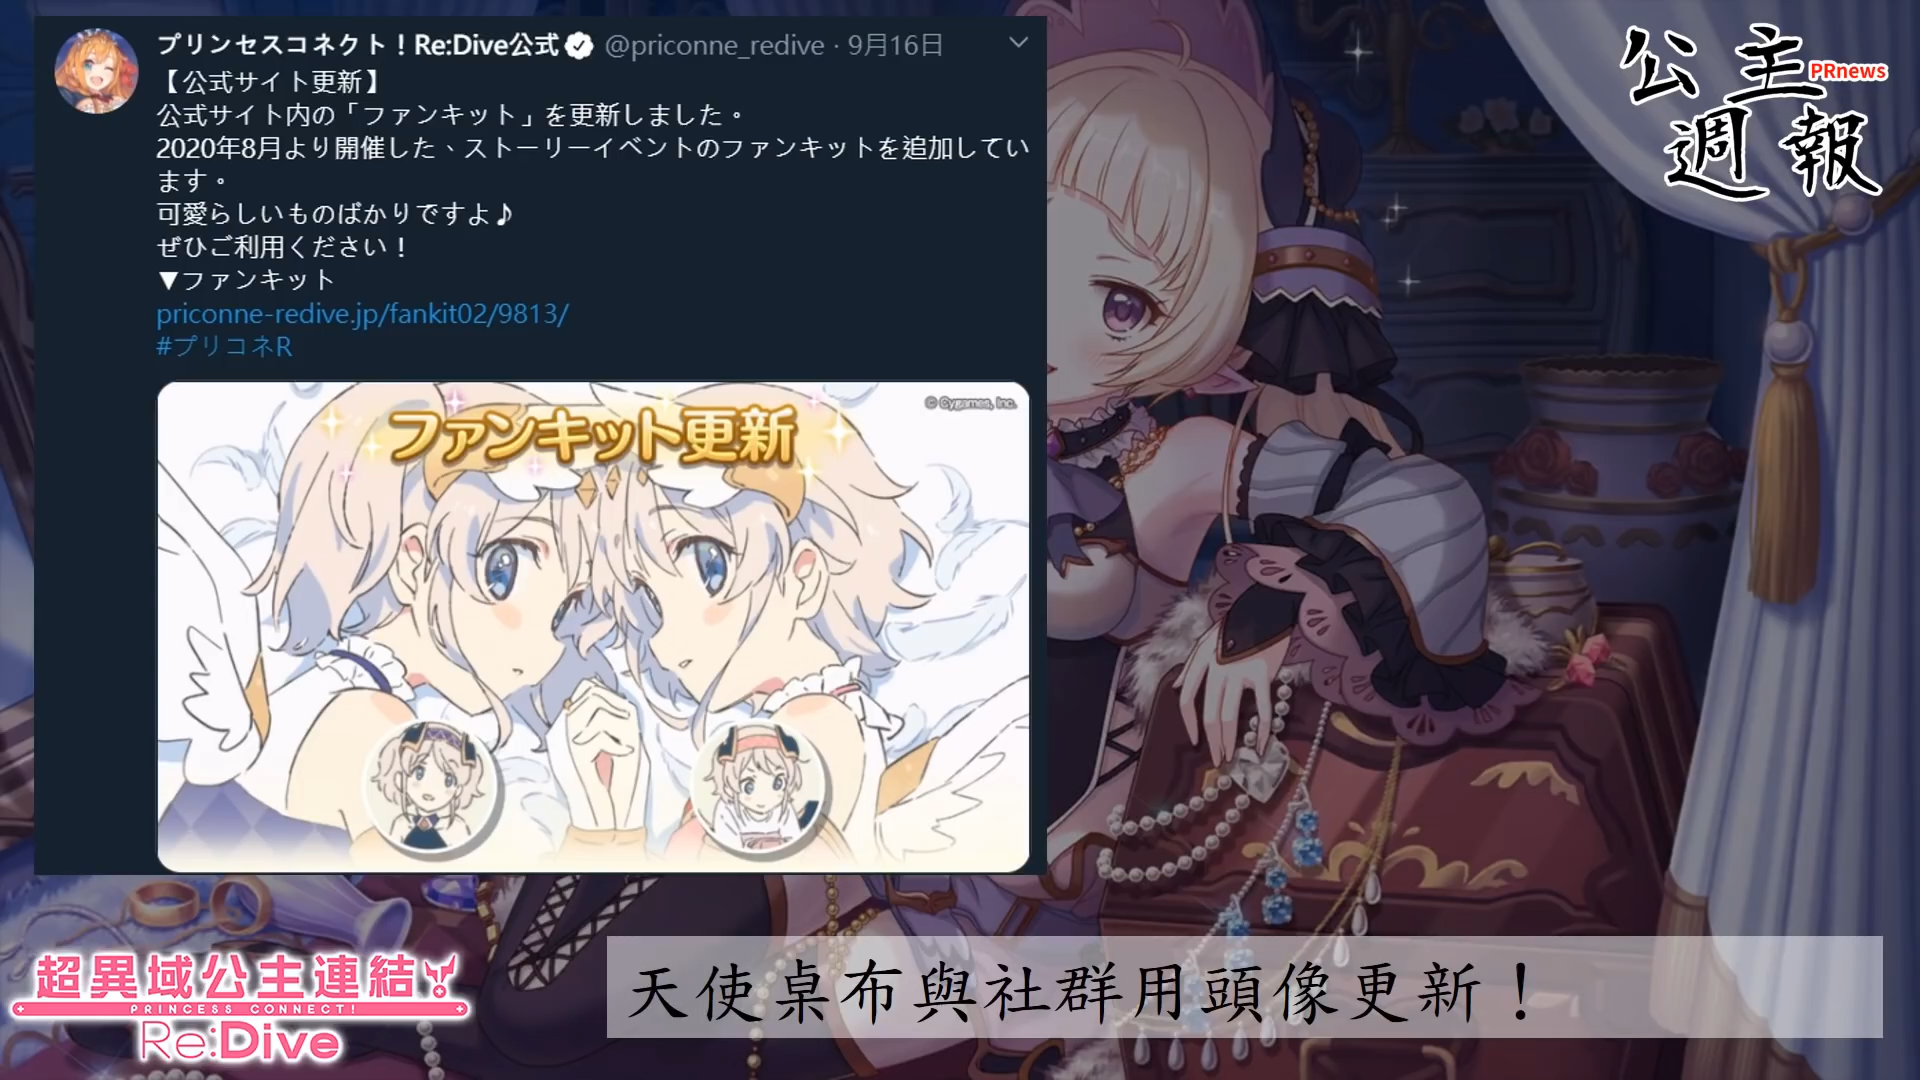 プリンセスコネクト！Re:Dive公式 @priconne_redive · 9月16日
【公式サイト更新】
公式サイト内の「ファンキット」を更新しました。
2020年8月より開催した、ストーリーイベントのファンキットを追加してい
ます。
可愛らしいものばかりですよ♪
ぜひご利用ください！
▼ファンキット
priconne-redive.jp/fankit02/9813/
#プリコネR
© Cygames, Inc.
ファンキット更新
公主
PRnews
週報
超異域公主連結
PRINCESS CONNECT!
Re:Dive
天使桌布與社群用頭像更新！